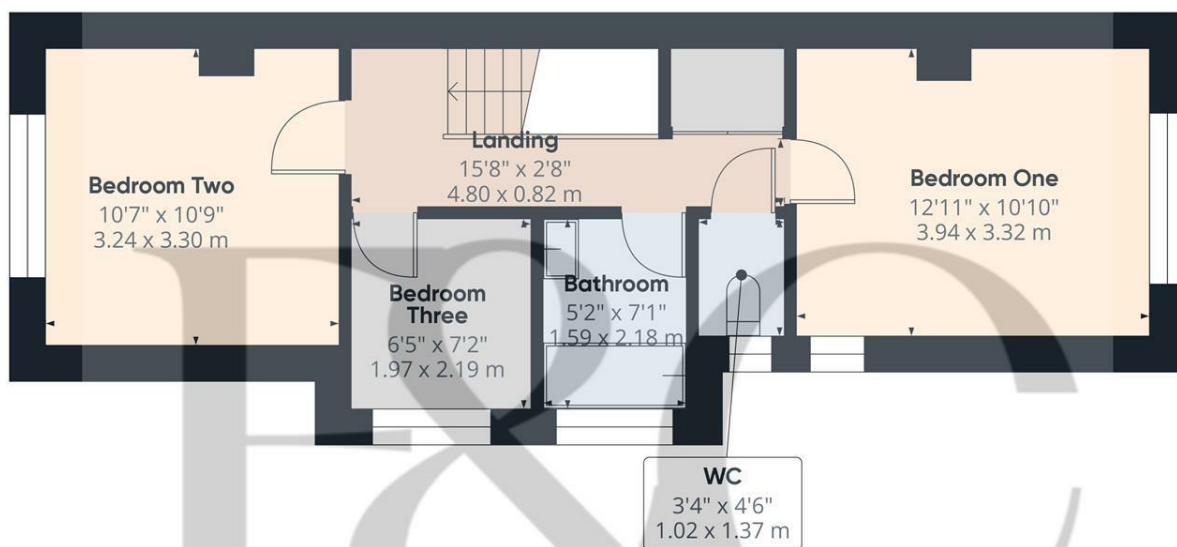 Landing
15'8" x 2'8"
4.80 x 0.82 m
Bedroom Two
10'7" x 10'9"
3.24 x 3.30 m
Bedroom One
12'11" x 10'10"
3.94 x 3.32 m
Bedroom
Three
6'5" x 7'2"
1.97 x 2.19 m
Bathroom
5'2" x 7'1"
1.59 x 2.18 m
WC
3'4" x 4'6"
1.02 x 1.37 m
F&C